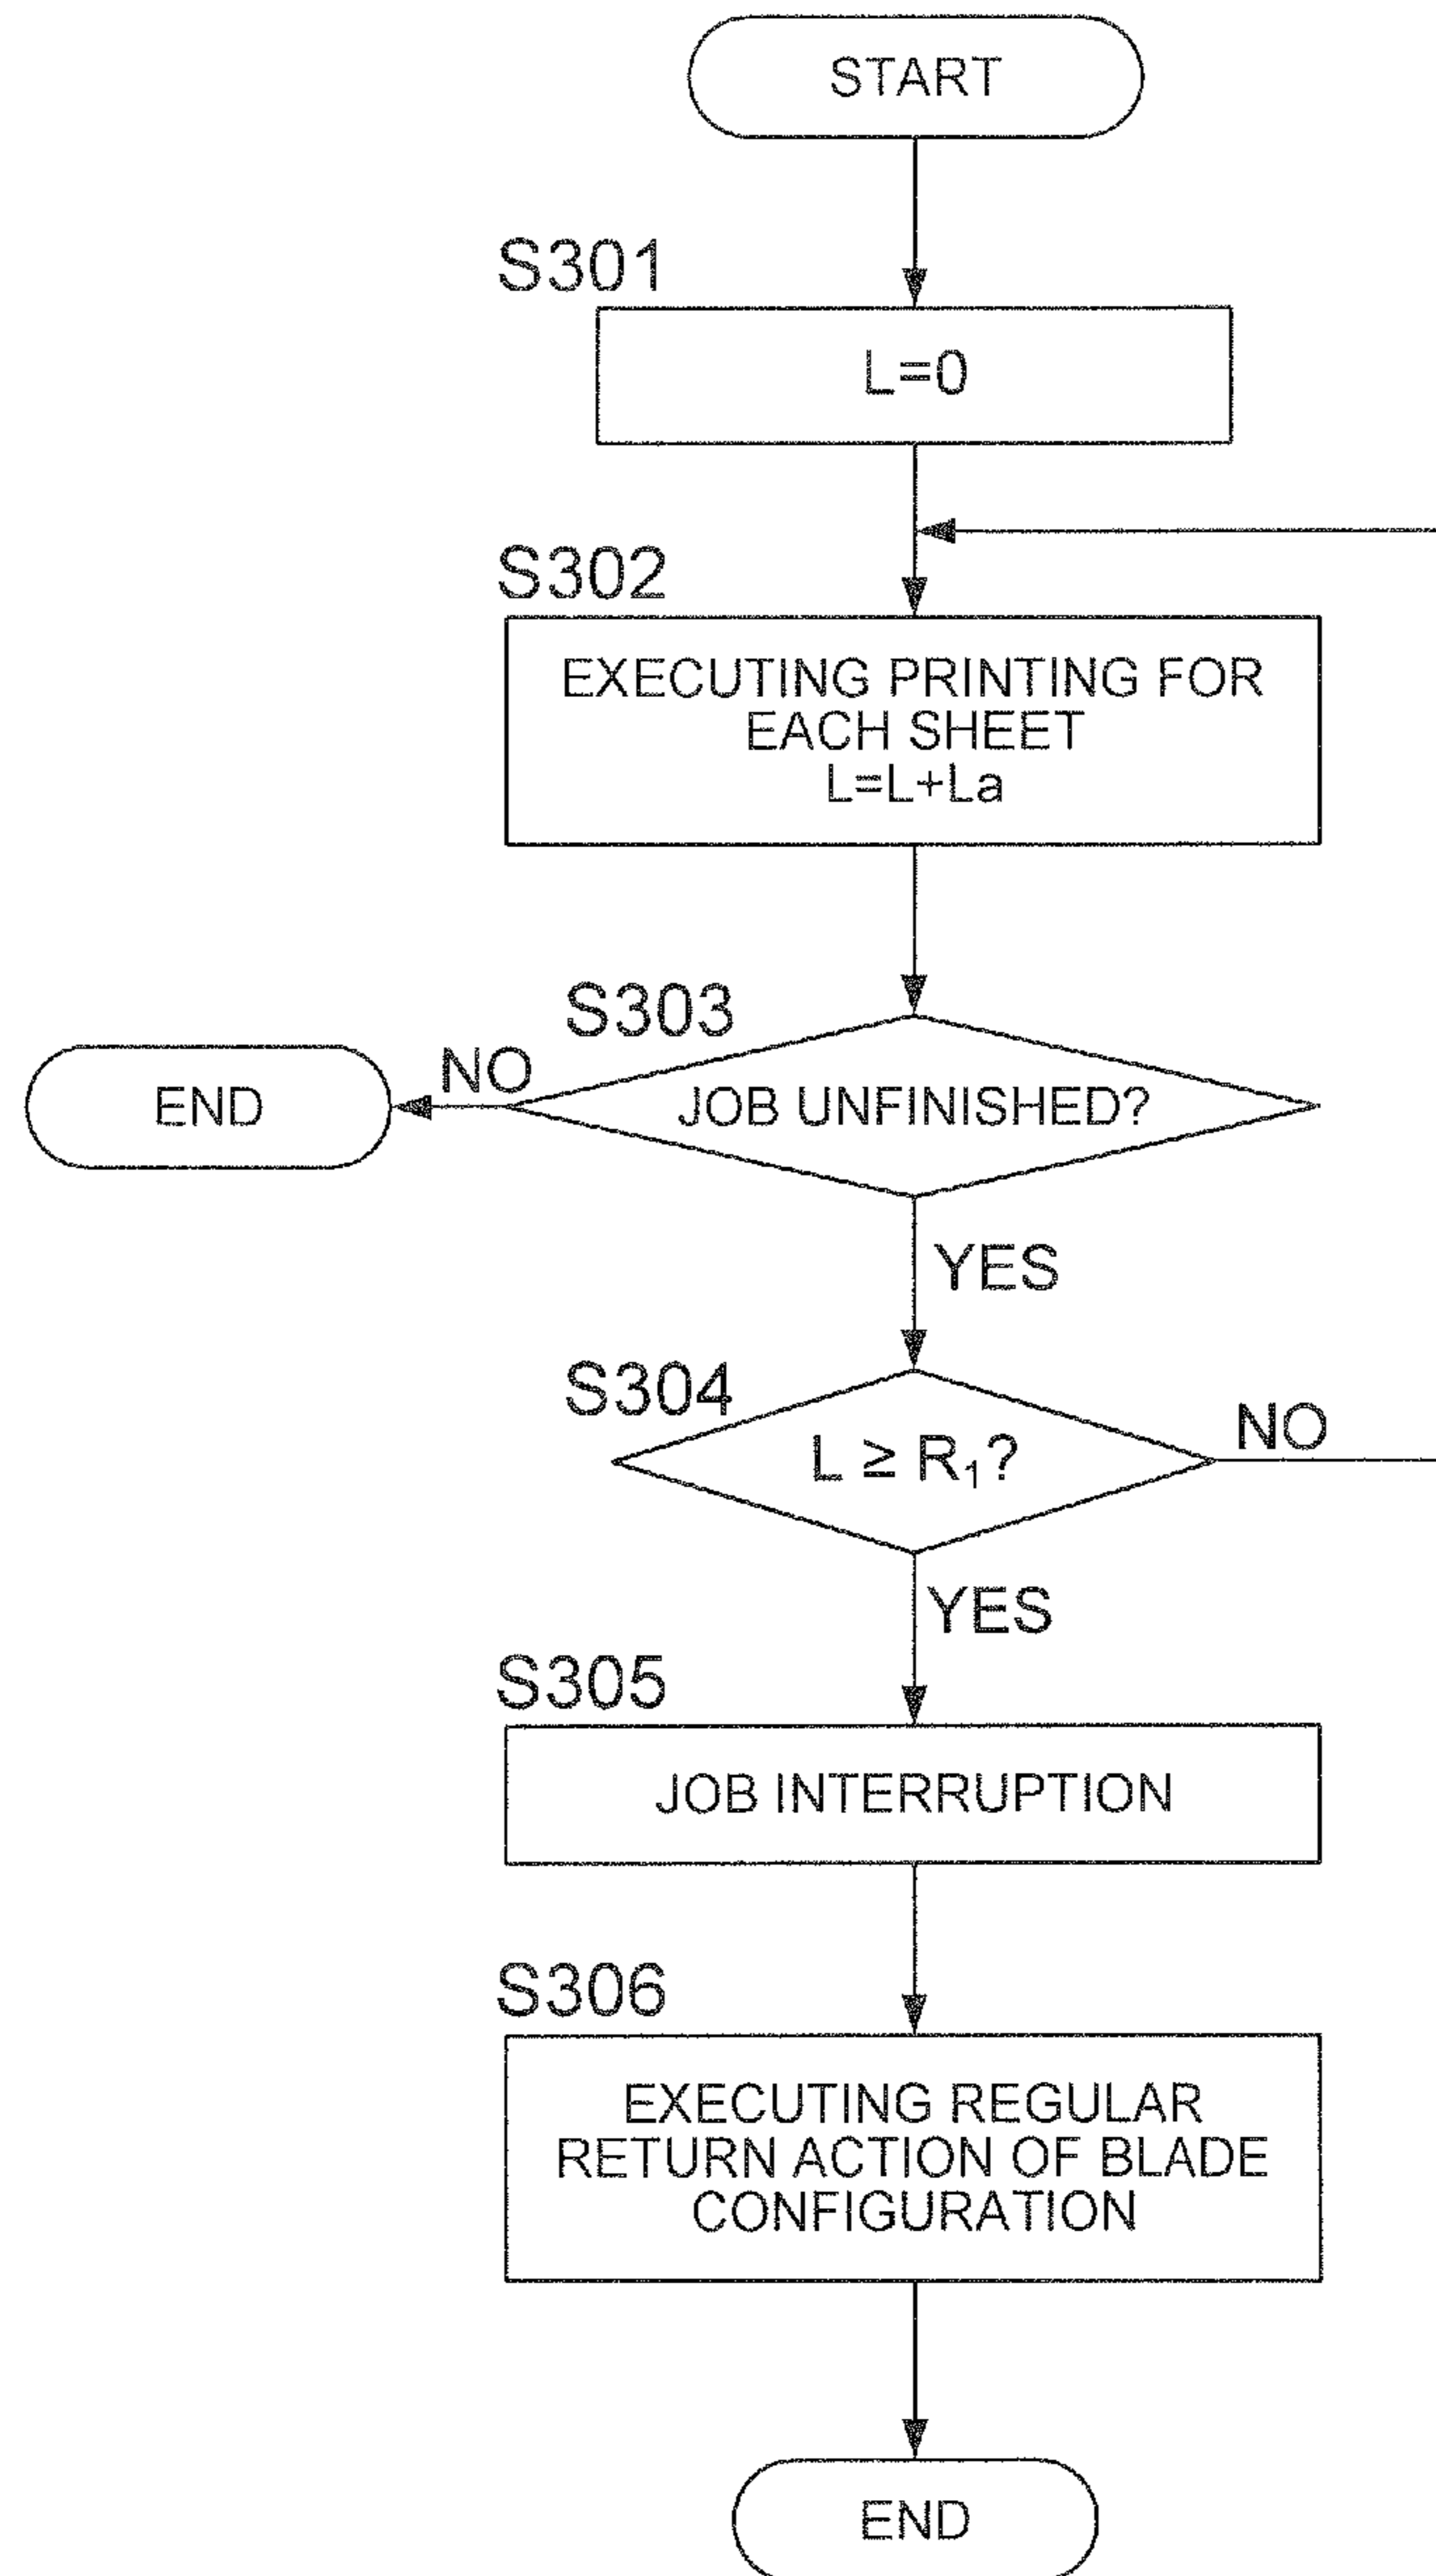 START
S301
L=0
S302
EXECUTING PRINTING FOR
EACH SHEET
L=L+La
S303
END
NO
JOB UNFINISHED?
YES
S304
L ≥ R₁?
NO
YES
S305
JOB INTERRUPTION
S306
EXECUTING REGULAR
RETURN ACTION OF BLADE
CONFIGURATION
END